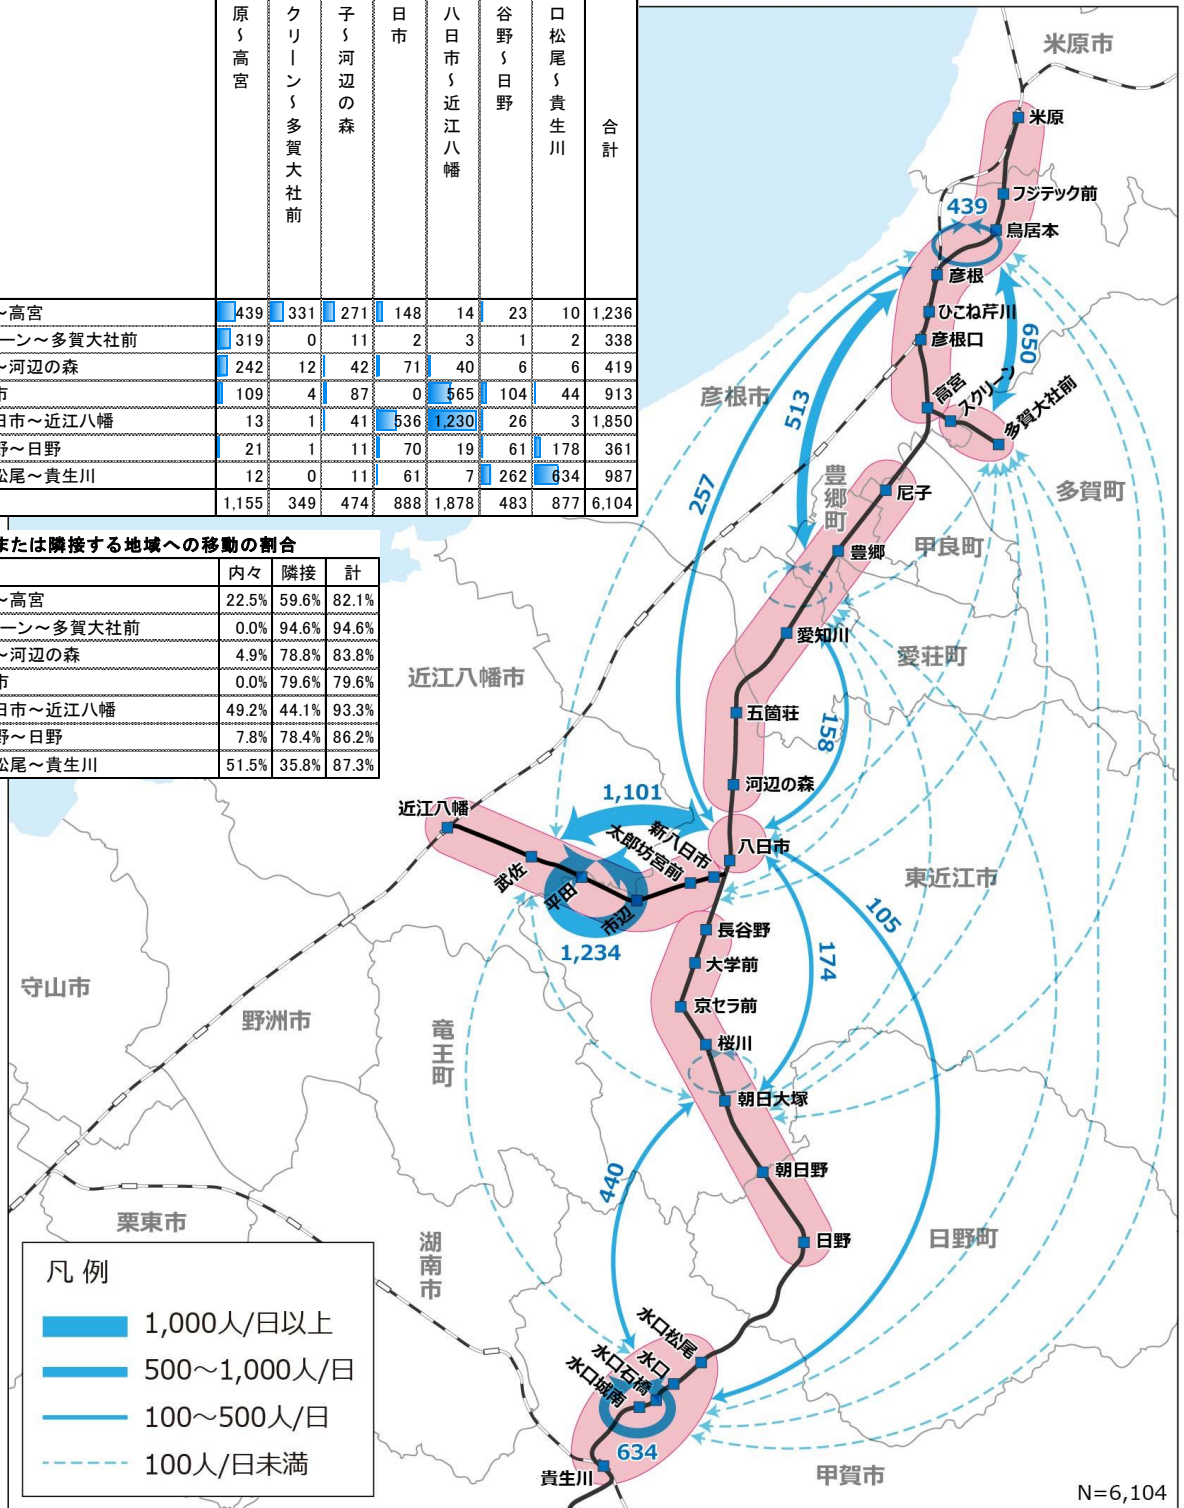 原～高宮
クリーン～多賀大社前
子～河辺の森
日市
八日市～近江八幡
谷野～日野
口松尾～貴生川
合計
～高宮 439 331 271 148 14 23 10 1,236
ーン～多賀大社前 319 0 11 2 3 1 2 338
～河辺の森 242 12 42 71 40 6 6 419
市 109 4 87 0 565 104 44 913
日市～近江八幡 13 1 41 536 1,230 26 3 1,850
野～日野 21 1 11 70 19 61 178 361
松尾～貴生川 12 0 11 61 7 262 634 987
1,155 349 474 888 1,878 483 877 6,104
または隣接する地域への移動の割合
内々 隣接 計
～高宮 22.5% 59.6% 82.1%
ーン～多賀大社前 0.0% 94.6% 94.6%
～河辺の森 4.9% 78.8% 83.8%
市 0.0% 79.6% 79.6%
日市～近江八幡 49.2% 44.1% 93.3%
野～日野 7.8% 78.4% 86.2%
松尾～貴生川 51.5% 35.8% 87.3%
米原市
米原
フジテック前
439
鳥居本
彦根
ひこね芹川
彦根口
650
彦根市
513
高宮
スクリーン
多賀大社前
257
豊郷町
尼子
多賀町
豊郷
甲良町
愛知川
愛荘町
近江八幡市
五箇荘
158
河辺の森
1,101
近江八幡
新八日市
太郎坊宮前
八日市
武佐
平田
市辺
東近江市
105
長谷野
1,234
174
大学前
守山市
京セラ前
野洲市
竜王町
桜川
朝日大塚
440
朝日野
栗東市
湖南市
日野
日野町
凡 例
1,000人/日以上
500～1,000人/日
100～500人/日
100人/日未満
水口松尾
水口
水口石橋
水口城南
634
貴生川
甲賀市
N=6,104